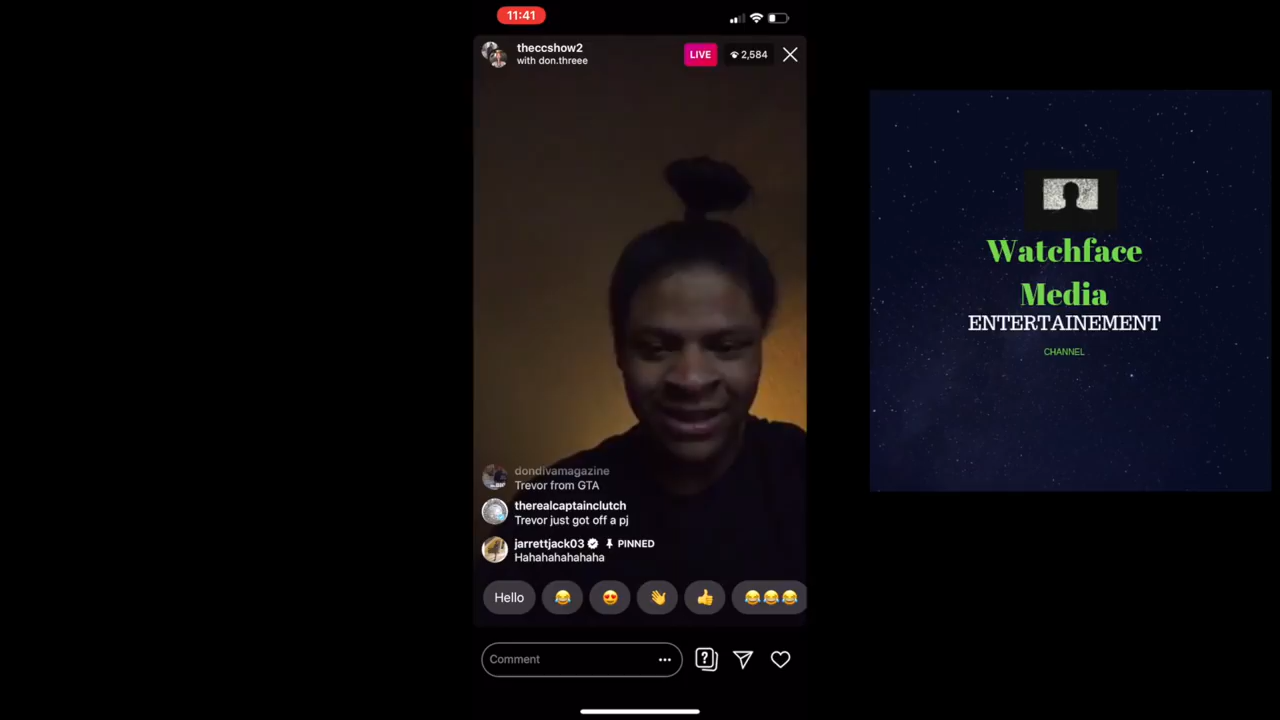 11:41
theccshow2
with don.threee
LIVE
2,584
dondivamagazine
Trevor from GTA
therealcaptainclutch
Trevor just got off a pj
jarrettjack03 PINNED
Hahahahahahaha
Hello
Comment
Watchface
Media
ENTERTAINEMENT
CHANNEL